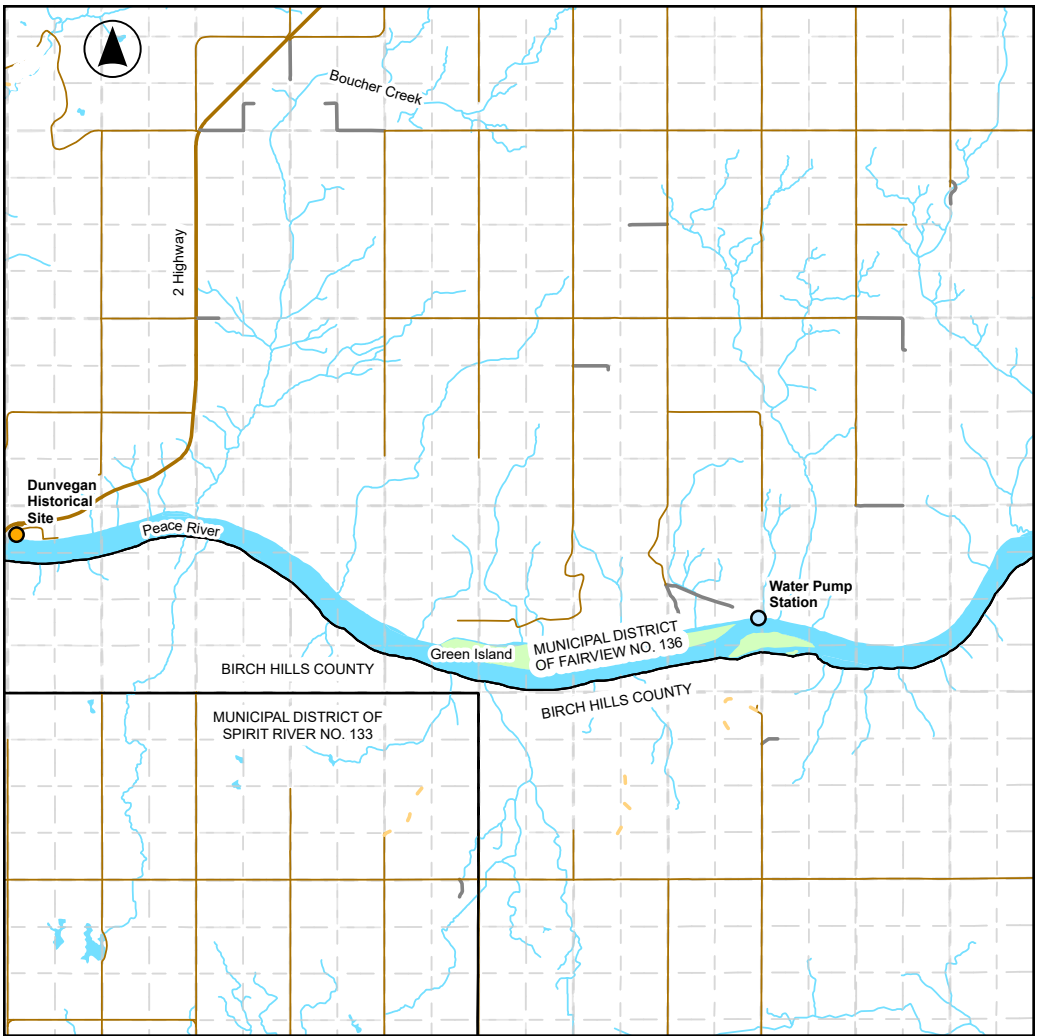 Boucher Creek
2 Highway
Dunvegan
Historical
Site
Peace River
Water Pump
Station
Green Island
MUNICIPAL DISTRICT
OF FAIRVIEW NO. 136
BIRCH HILLS COUNTY
BIRCH HILLS COUNTY
MUNICIPAL DISTRICT OF
SPIRIT RIVER NO. 133